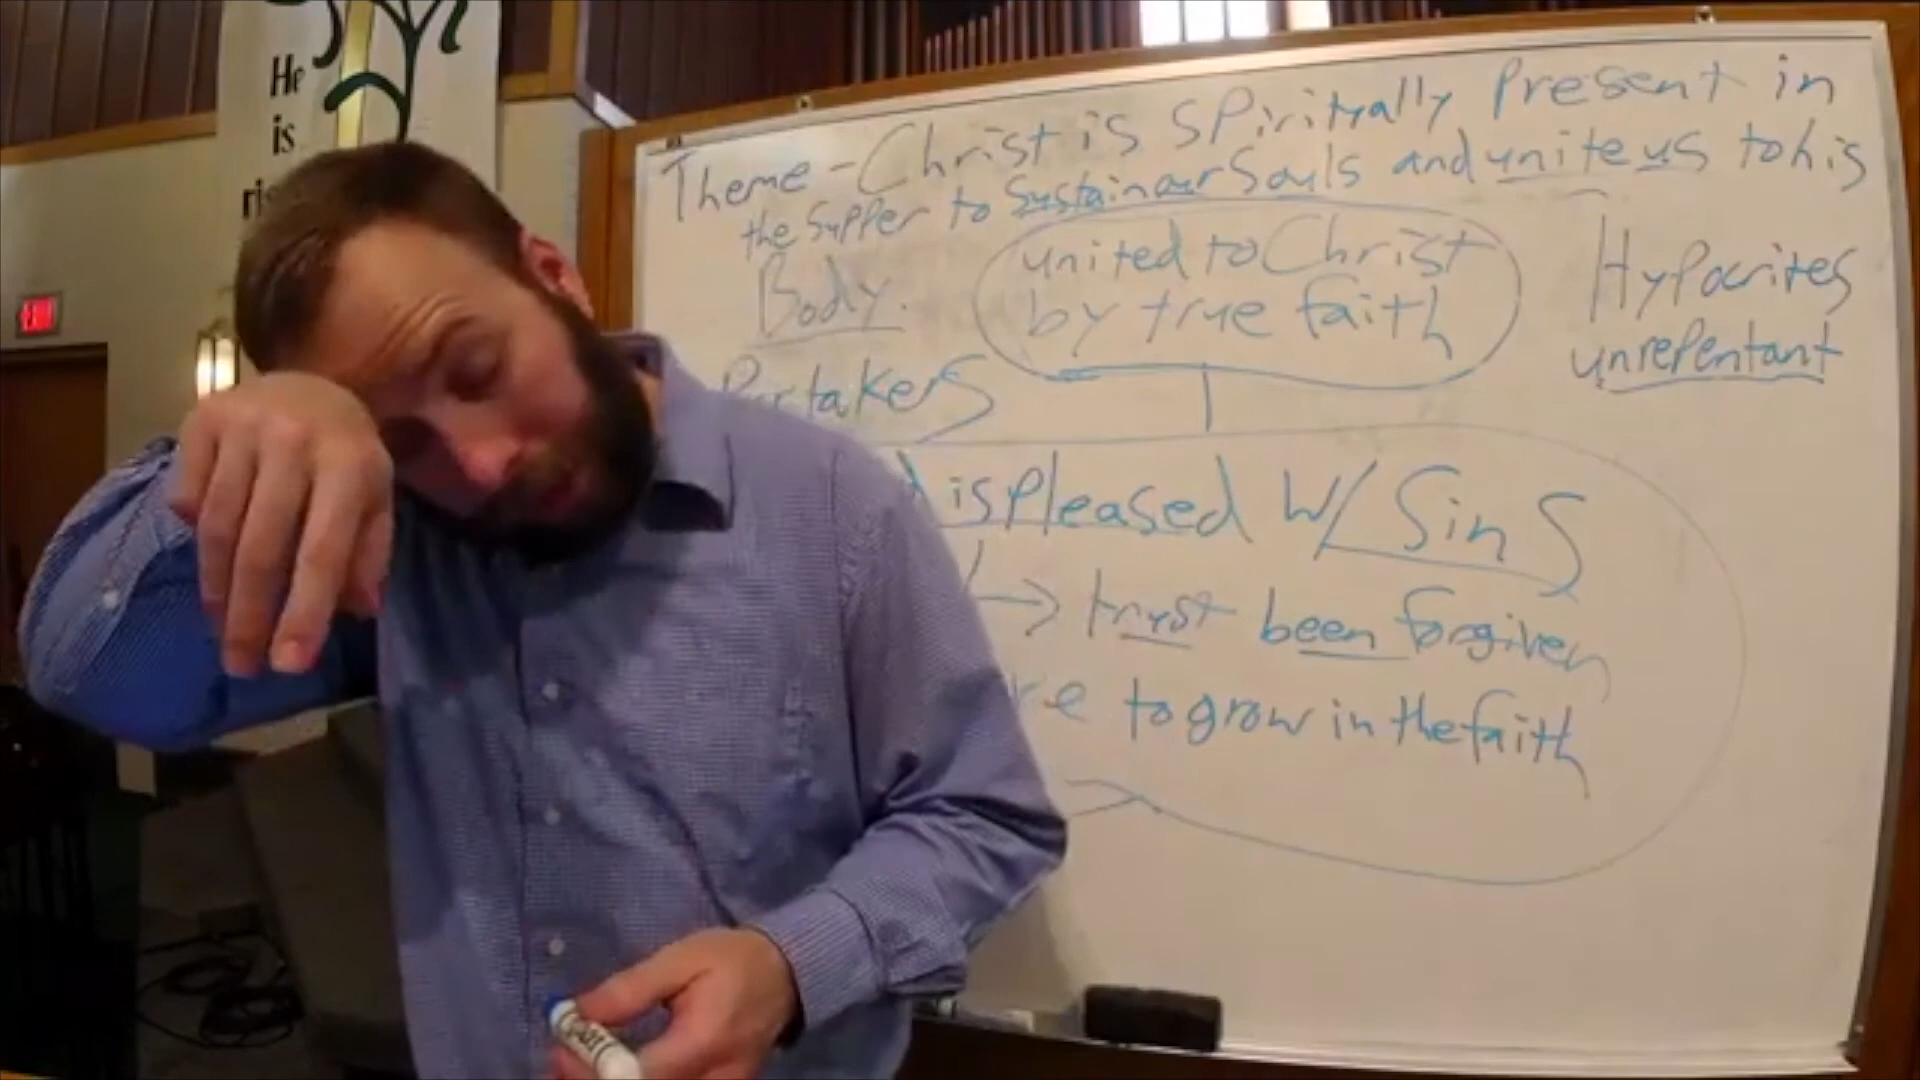 He
is
Theme - Christ is spiritually present in
the supper to sustain our souls and unite us to his
Body.
united to Christ
by true faith
Hypocrites
unrepentant
Partakers
Displeased w/ Sins
→ trust been forgiven
to grow in the faith